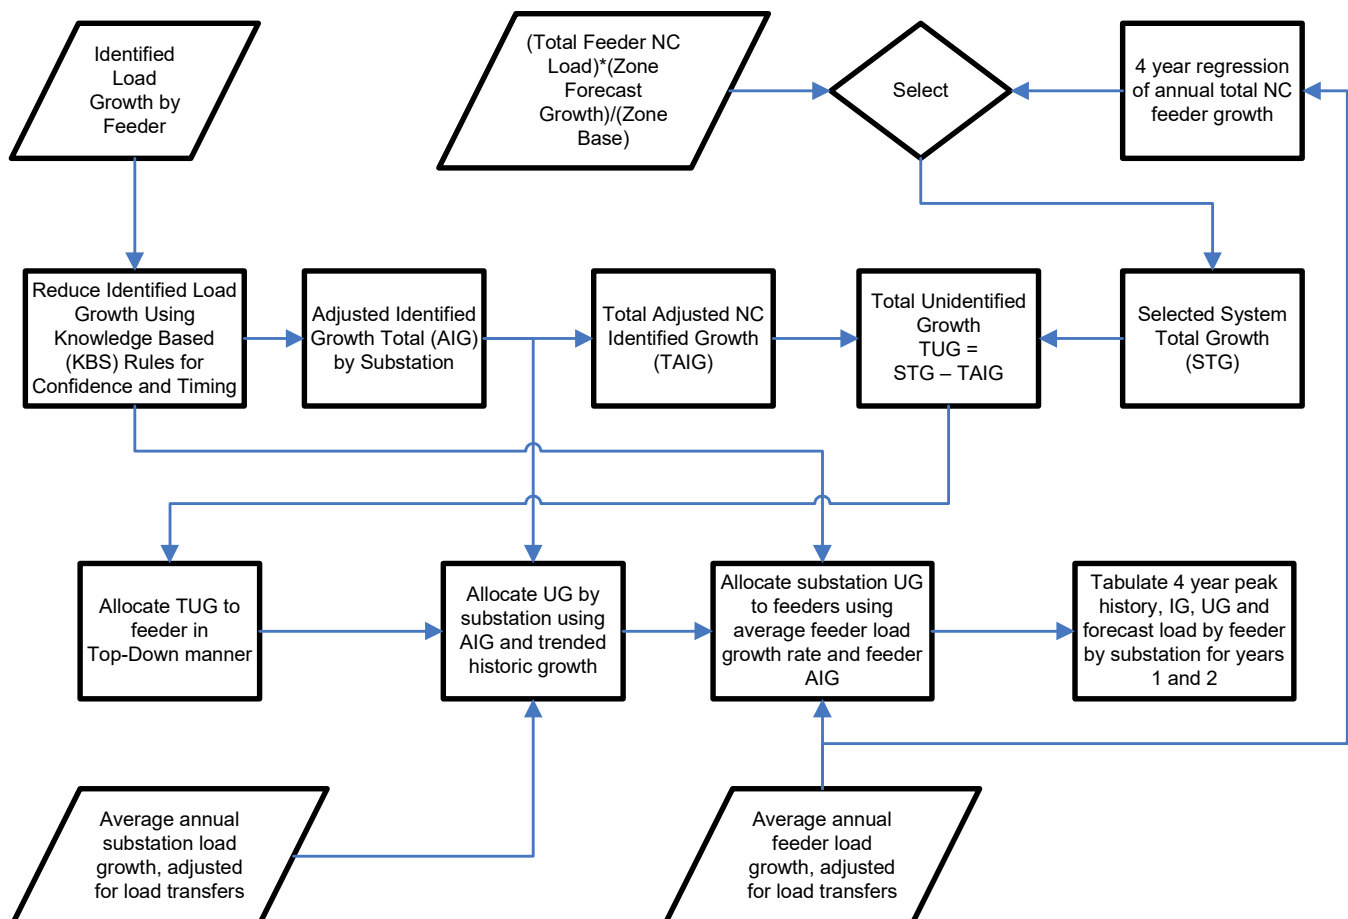 Identified
Load
Growth by
Feeder
(Total Feeder NC
Load)*(Zone
Forecast
Growth)/(Zone
Base)
Select
4 year regression
of annual total NC
feeder growth
Reduce Identified Load
Growth Using
Knowledge Based
(KBS) Rules for
Confidence and Timing
Adjusted Identified
Growth Total (AIG)
by Substation
Total Adjusted NC
Identified Growth
(TAIG)
Total Unidentified
Growth
TUG =
STG – TAIG
Selected System
Total Growth
(STG)
Allocate TUG to
feeder in
Top-Down manner
Allocate UG by
substation using
AIG and trended
historic growth
Allocate substation UG
to feeders using
average feeder load
growth rate and feeder
AIG
Tabulate 4 year peak
history, IG, UG and
forecast load by feeder
by substation for years
1 and 2
Average annual
substation load
growth, adjusted
for load transfers
Average annual
feeder load
growth, adjusted
for load transfers